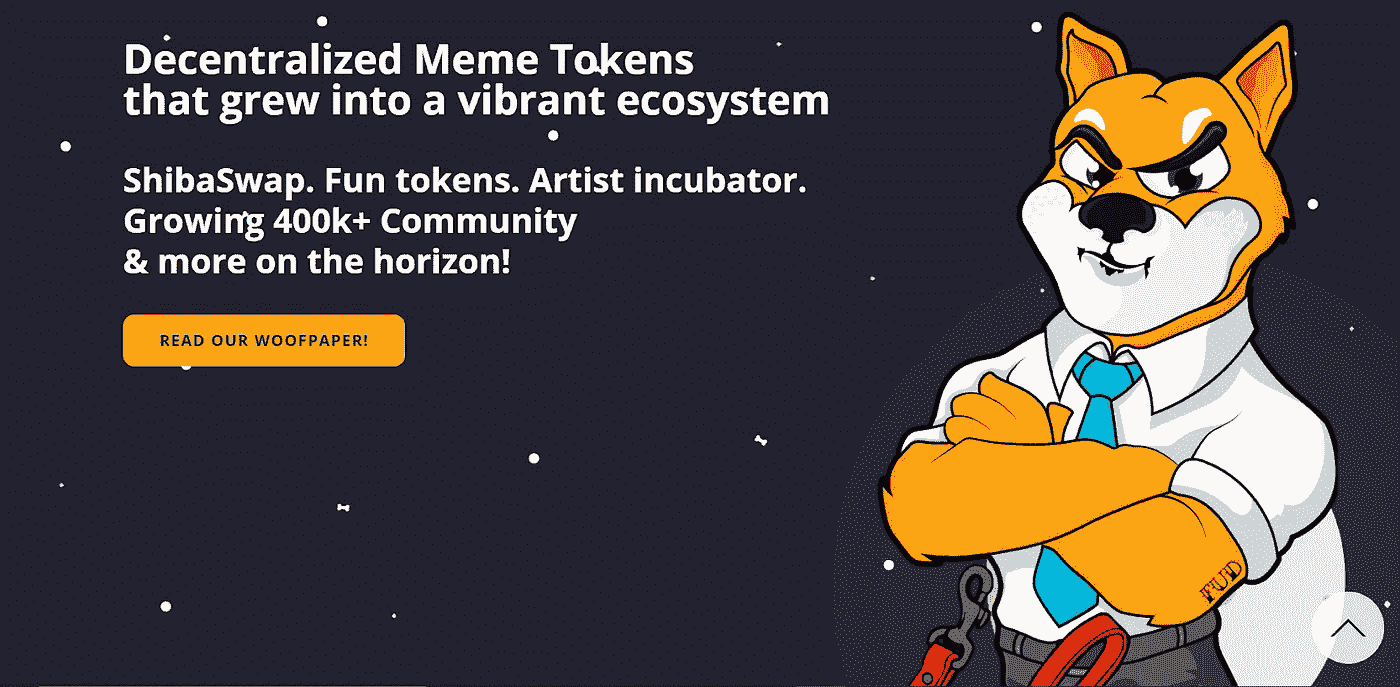 Decentralized Meme Tokens
that grew into a vibrant ecosystem
ShibaSwap. Fun tokens. Artist incubator.
Growing 400k+ Community
& more on the horizon!
READ OUR WOOFPAPER!
FUD